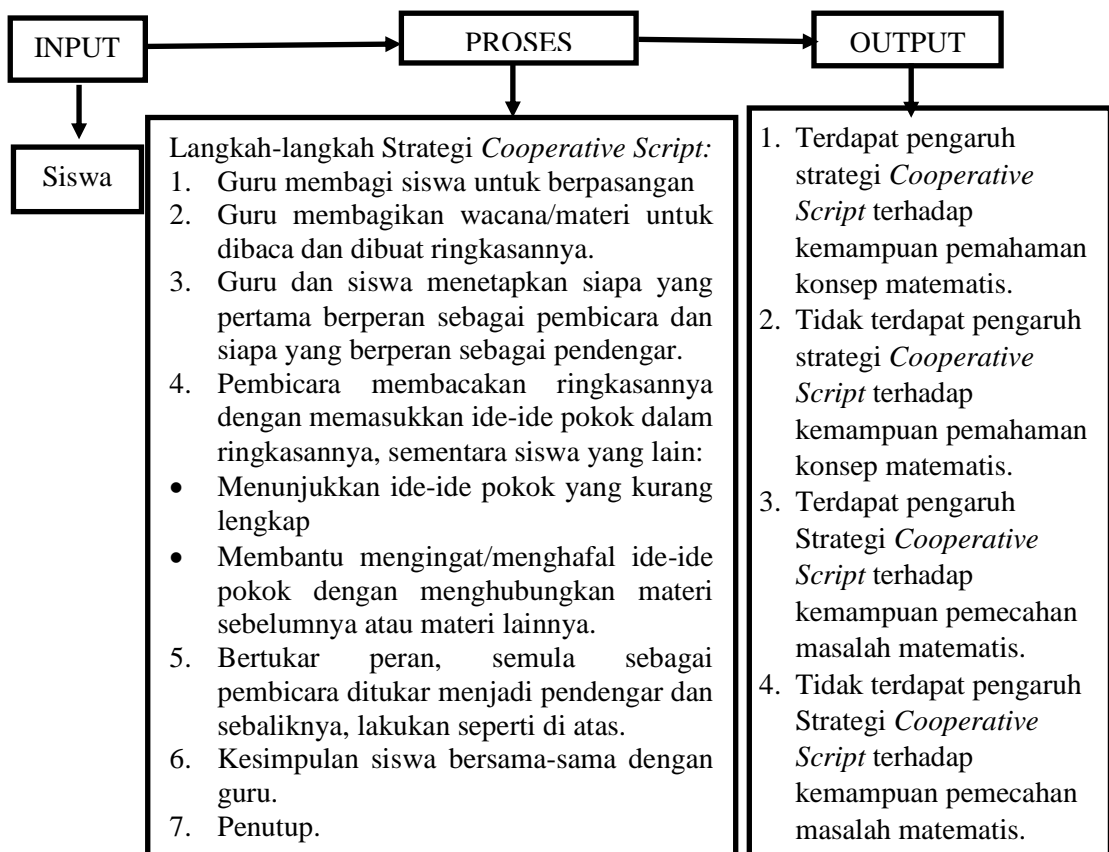 INPUT
PROSES
OUTPUT
Siswa
Langkah-langkah Strategi Cooperative Script:
1. Guru membagi siswa untuk berpasangan
2. Guru membagikan wacana/materi untuk
dibaca dan dibuat ringkasannya.
3. Guru dan siswa menetapkan siapa yang
pertama berperan sebagai pembicara dan
siapa yang berperan sebagai pendengar.
4. Pembicara membacakan ringkasannya
dengan memasukkan ide-ide pokok dalam
ringkasannya, sementara siswa yang lain:
• Menunjukkan ide-ide pokok yang kurang
lengkap
• Membantu mengingat/menghafal ide-ide
pokok dengan menghubungkan materi
sebelumnya atau materi lainnya.
5. Bertukar peran, semula sebagai
pembicara ditukar menjadi pendengar dan
sebaliknya, lakukan seperti di atas.
6. Kesimpulan siswa bersama-sama dengan
guru.
7. Penutup.
1. Terdapat pengaruh
strategi Cooperative
Script terhadap
kemampuan pemahaman
konsep matematis.
2. Tidak terdapat pengaruh
strategi Cooperative
Script terhadap
kemampuan pemahaman
konsep matematis.
3. Terdapat pengaruh
Strategi Cooperative
Script terhadap
kemampuan pemecahan
masalah matematis.
4. Tidak terdapat pengaruh
Strategi Cooperative
Script terhadap
kemampuan pemecahan
masalah matematis.